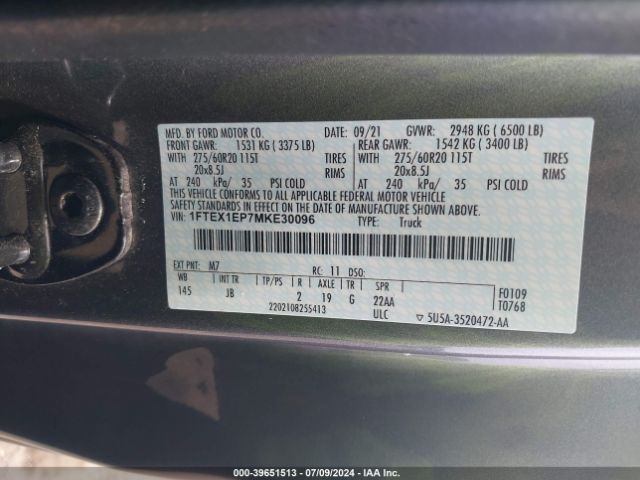 MFD. BY FORD MOTOR CO. DATE: 09/21 GVWR: 2948 KG ( 6500 LB)
FRONT GAWR: 1531 KG ( 3375 LB) REAR GAWR: 1542 KG ( 3400 LB)
WITH 275/60R20 115T TIRES WITH 275/60R20 115T TIRES
20x8.5J RIMS 20x8.5J RIMS
AT 240 kPa/ 35 PSI COLD AT 240 kPa/ 35 PSI COLD
THIS VEHICLE CONFORMS TO ALL APPLICABLE FEDERAL MOTOR VEHICLE
SAFETY STANDARDS IN EFFECT ON THE DATE OF MANUFACTURE SHOWN ABOVE.
VIN: 1FTEX1EP7MKE30096 TYPE: Truck
EXT PNT: M7 RC: 11 DSO:
WB INT TR TP/PS R AXLE TR SPR F0109
145 JB 2 19 G 22AA T0768
2202108255413 ULC ▽ 5U5A-3520472-AA
COPART - 39651513 - 07/09/2024 - IAA Inc.